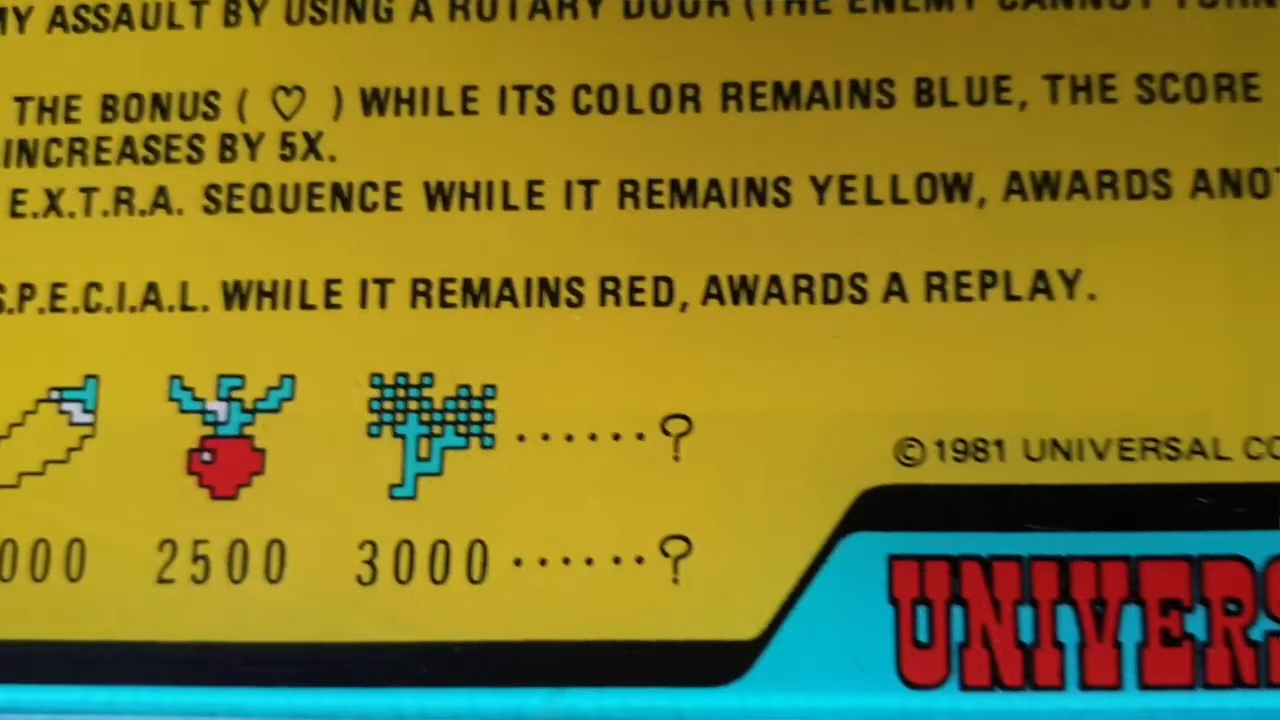 MY ASSAULT BY USING A ROTARY DOOR (THE ENEMY CANNOT TURN
THE BONUS ( ♡ ) WHILE ITS COLOR REMAINS BLUE, THE SCORE
INCREASES BY 5X.
E.X.T.R.A. SEQUENCE WHILE IT REMAINS YELLOW, AWARDS ANO
S.P.E.C.I.A.L. WHILE IT REMAINS RED, AWARDS A REPLAY.
......?
©1981 UNIVERSAL CO
000 2500 3000 ......?
UNIVERS